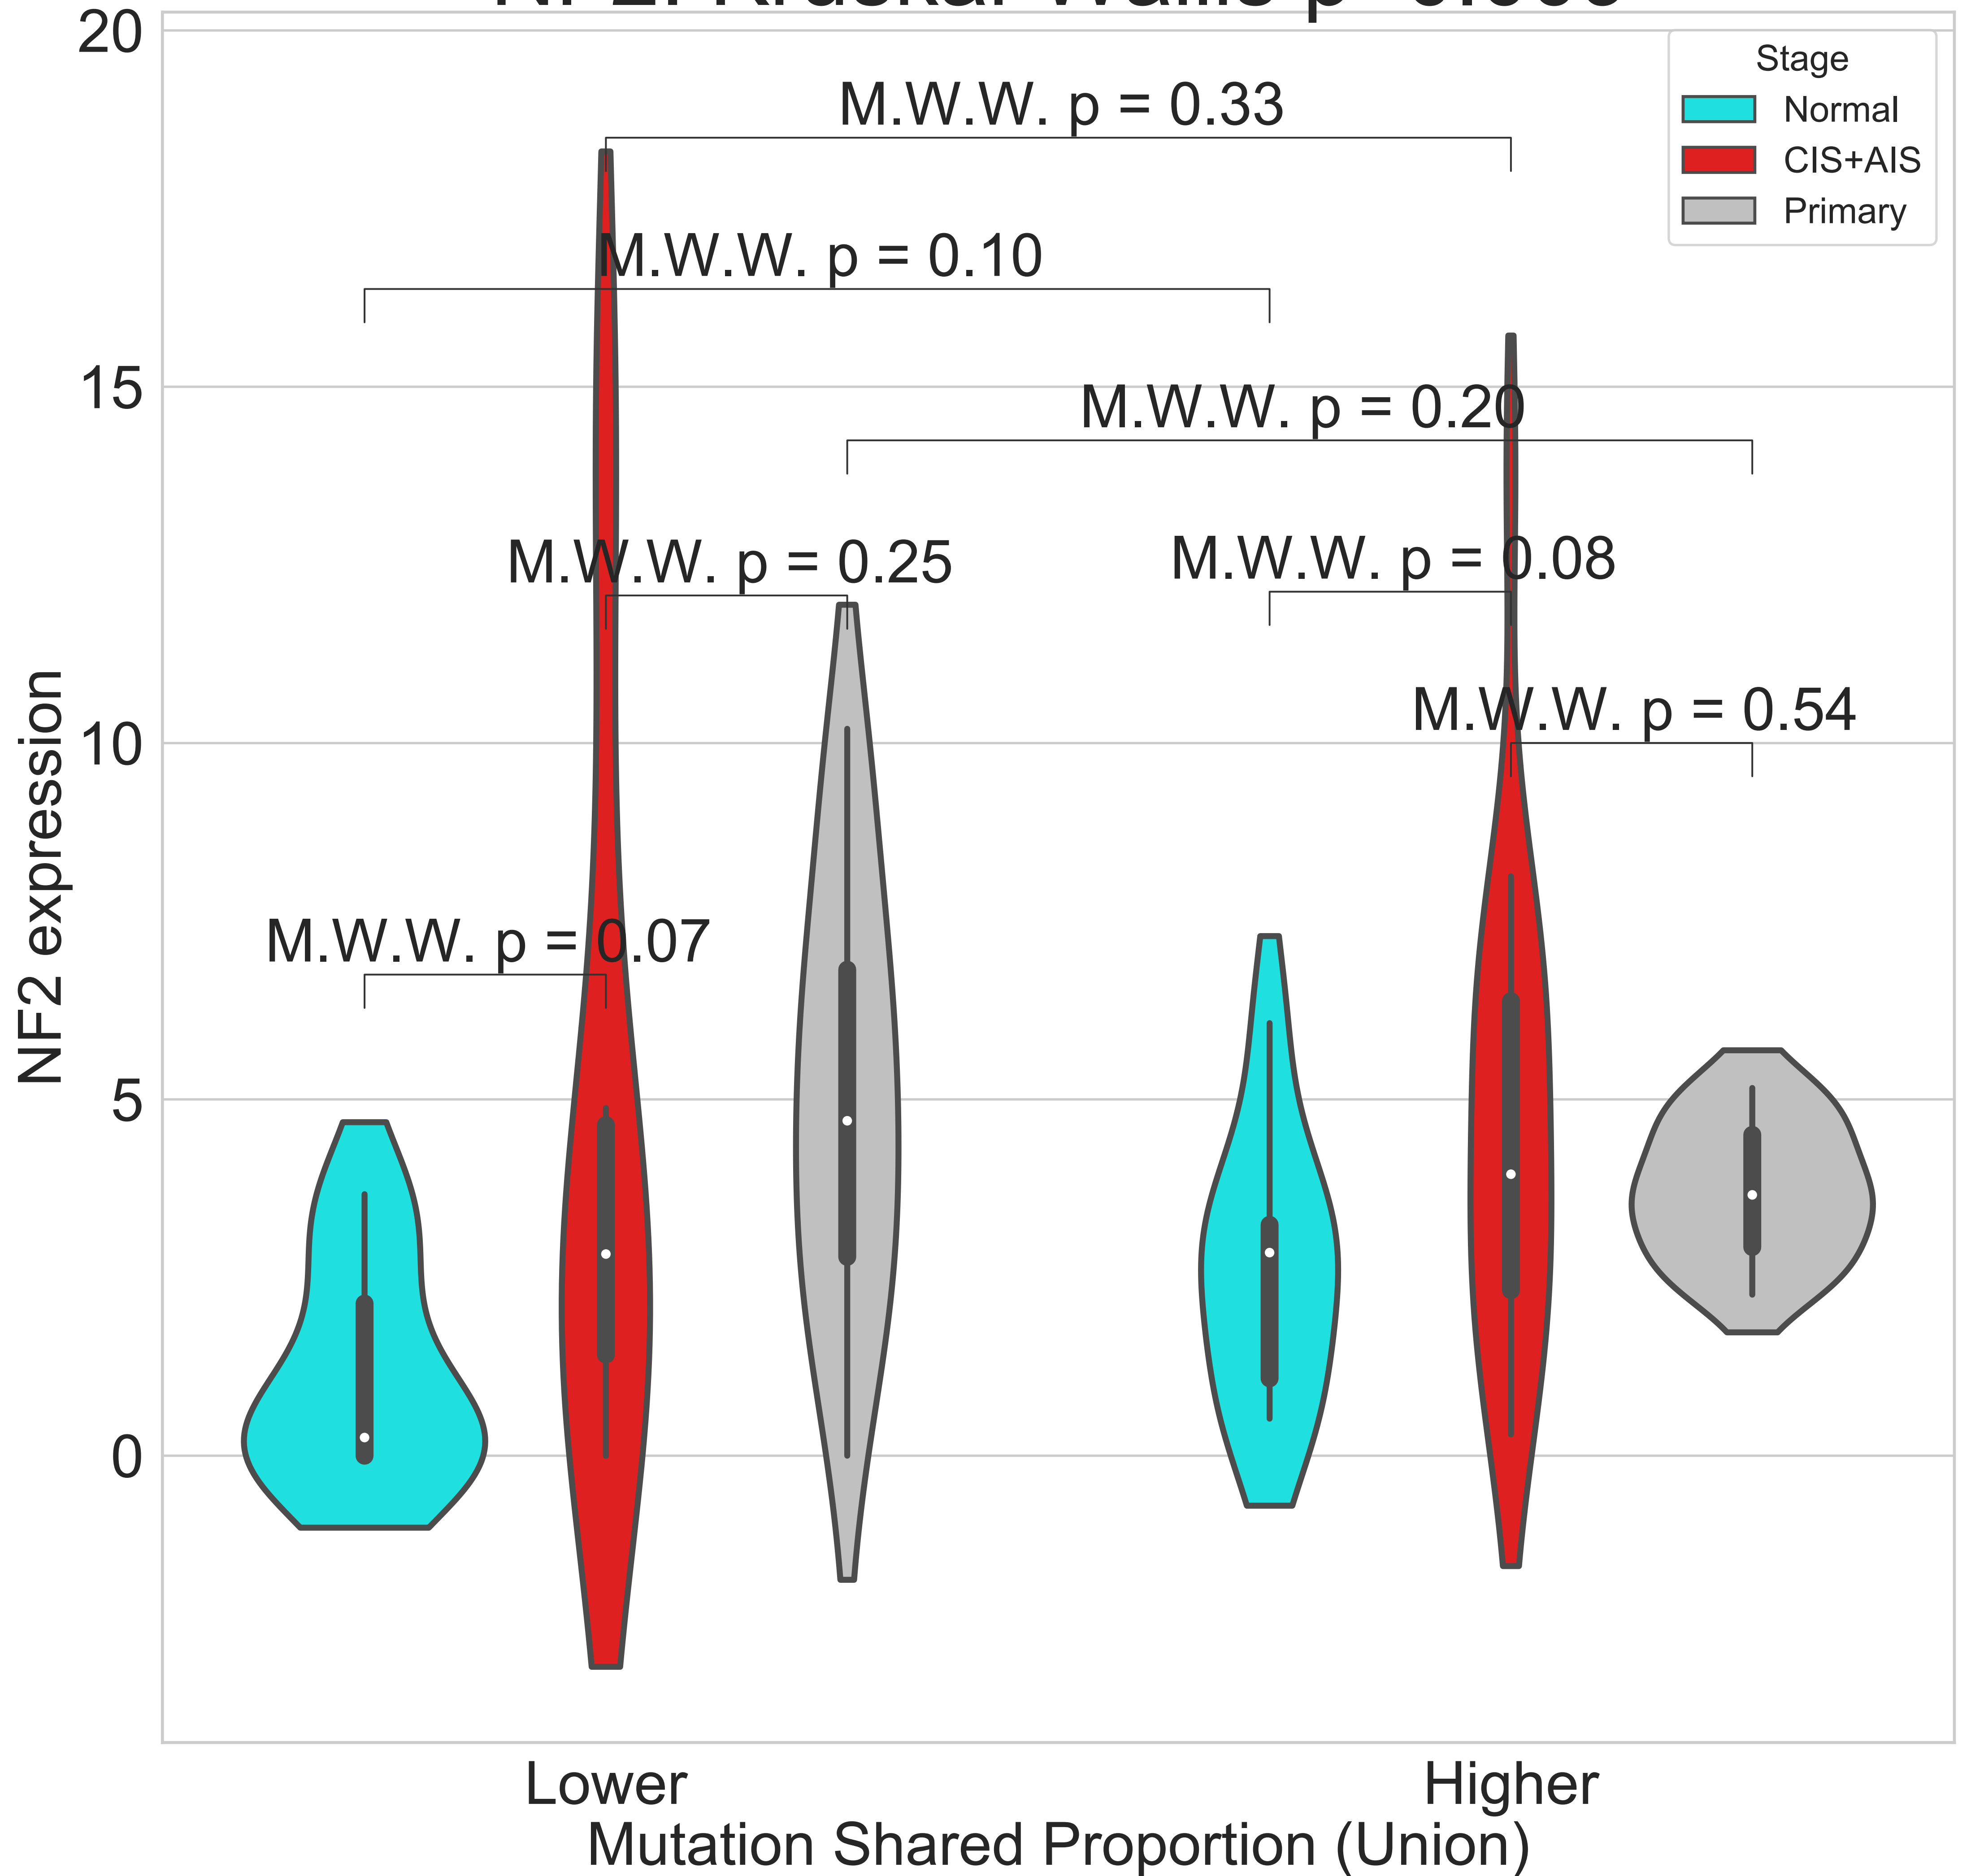 20
Stage
Normal
CIS+AIS
Primary
M.W.W. p = 0.33
M.W.W. p = 0.10
15
M.W.W. p = 0.20
M.W.W. p = 0.25
M.W.W. p = 0.08
10
M.W.W. p = 0.54
NF2 expression
M.W.W. p = 0.07
5
0
Lower
Higher
Mutation Shared Proportion (Union)